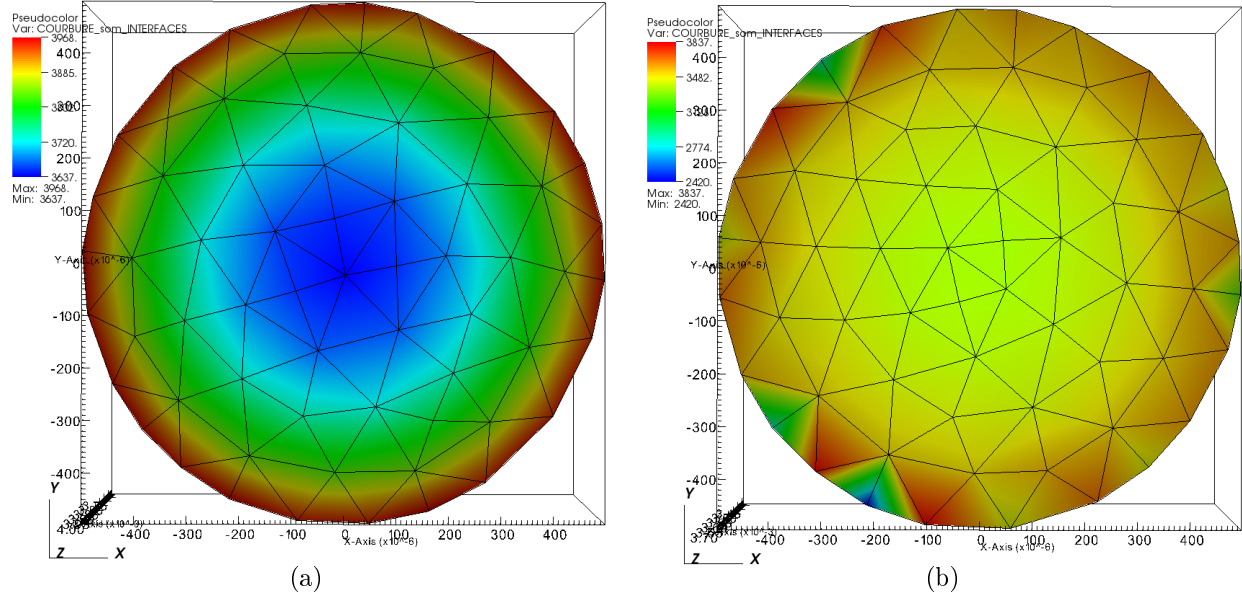 Pseudocolor
Var: COURBURE_som_INTERFACES
3968.
3885.
3720.
3637.
Max: 3968.
Min: 3637.
400
300
200
100
0
-100
-200
-300
-400
Y-Axis (x10^-6)
-400
-200
-100
0
100
200
300
400
X-Axis (x10^-6)
Y
Z X
(a)
Pseudocolor
Var: COURBURE_som_INTERFACES
3837.
3482.
2774.
2420.
Max: 3837.
Min: 2420.
400
300
200
100
0
-100
-200
-300
-400
-400
-300
-200
-100
0
100
200
300
400
X-Axis (x10^-6)
Y
Z X
(b)